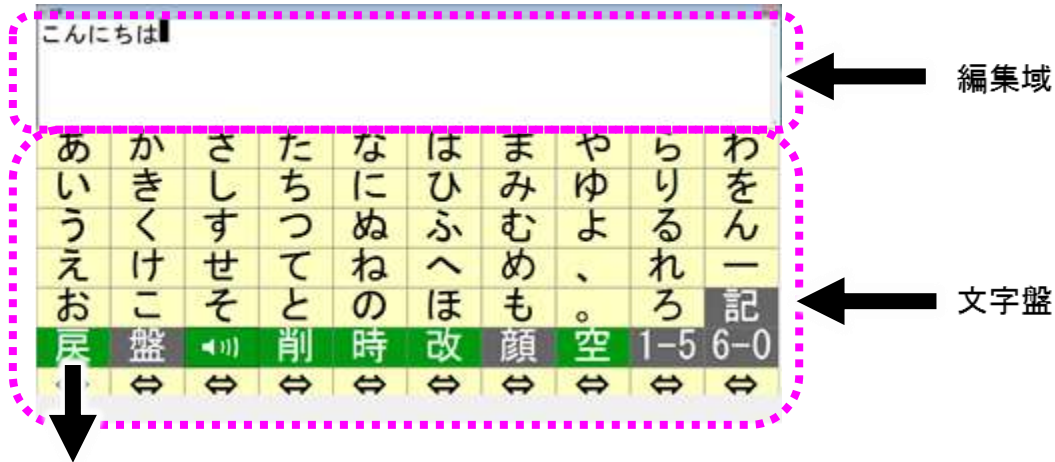 こんにちは
編集域
あ か さ た な は ま や ら わ
い き し ち に ひ み ゆ り を
う く す つ ぬ ふ む よ る ん
え け せ て ね へ め 、 れ ー
お こ そ と の ほ も 。 ろ 記
文字盤
戻 盤 削 時 改 顔 空 1-5 6-0
⇔ ⇔ ⇔ ⇔ ⇔ ⇔ ⇔ ⇔ ⇔